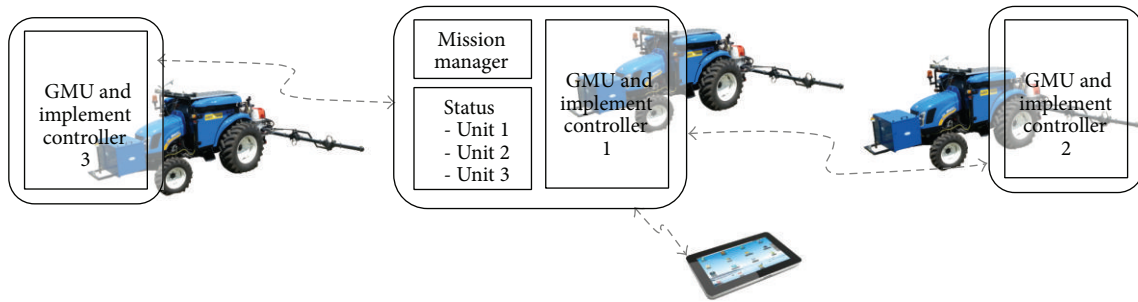 GMU and
implement
controller
3
Mission
manager
Status
- Unit 1
- Unit 2
- Unit 3
GMU and
implement
controller
1
GMU and
implement
controller
2